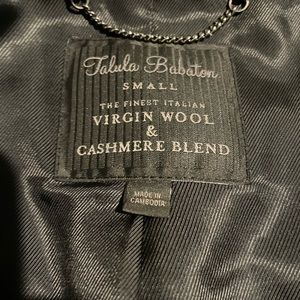 Talula Babaton
SMALL
THE FINEST ITALIAN
VIRGIN WOOL
&
CASHMERE BLEND
MADE IN
CAMBODIA